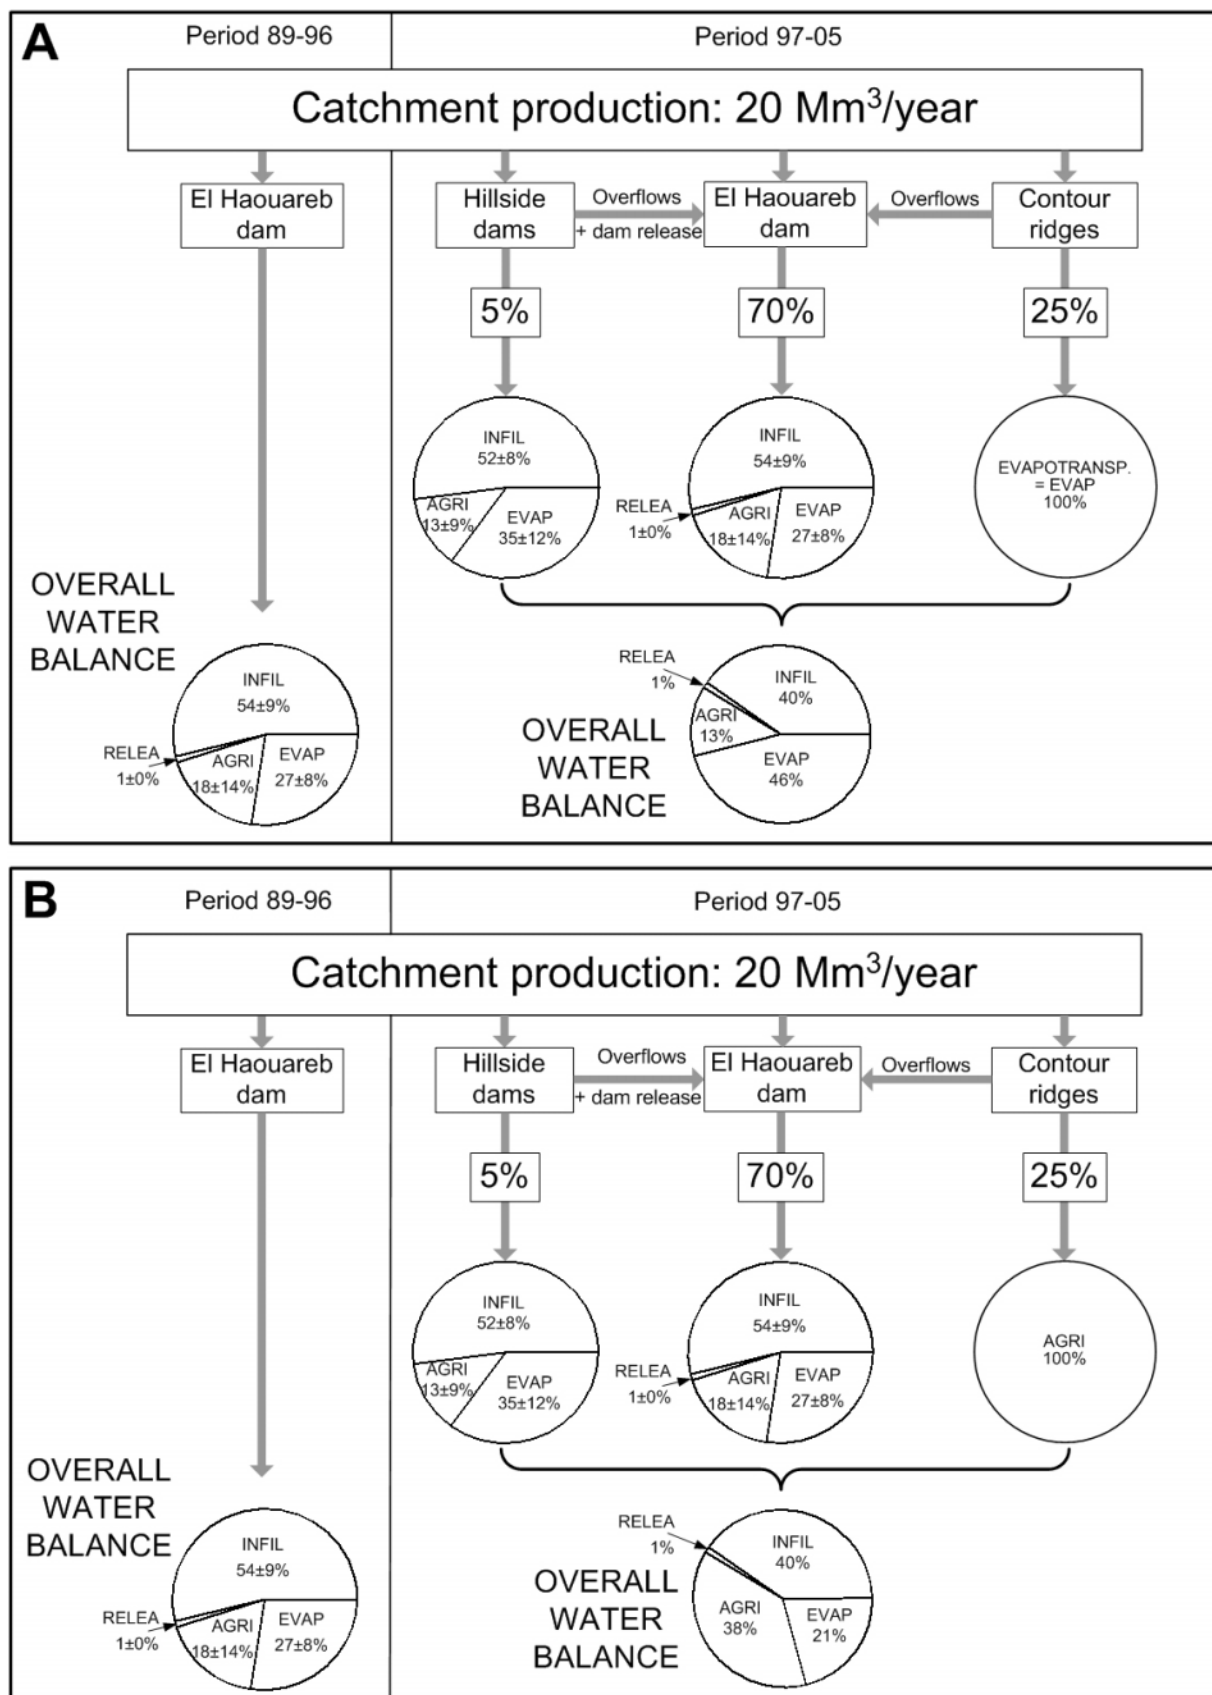 A
Period 89-96
Period 97-05
Catchment production: 20 Mm³/year
El Haouareb
dam
Hillside
dams
Overflows
+ dam release
El Haouareb
dam
Overflows
Contour
ridges
5%
70%
25%
INFIL
52±8%
AGRI
13±9%
EVAP
35±12%
INFIL
54±9%
RELEA
1±0%
AGRI
18±14%
EVAP
27±8%
EVAPOTRANSP.
= EVAP
100%
OVERALL
WATER
BALANCE
INFIL
54±9%
RELEA
1±0%
AGRI
18±14%
EVAP
27±8%
OVERALL
WATER
BALANCE
RELEA
1%
INFIL
40%
AGRI
13%
EVAP
46%
B
Period 89-96
Period 97-05
Catchment production: 20 Mm³/year
El Haouareb
dam
Hillside
dams
Overflows
+ dam release
El Haouareb
dam
Overflows
Contour
ridges
5%
70%
25%
INFIL
52±8%
AGRI
13±9%
EVAP
35±12%
INFIL
54±9%
RELEA
1±0%
AGRI
18±14%
EVAP
27±8%
AGRI
100%
OVERALL
WATER
BALANCE
INFIL
54±9%
RELEA
1±0%
AGRI
18±14%
EVAP
27±8%
OVERALL
WATER
BALANCE
RELEA
1%
INFIL
40%
AGRI
38%
EVAP
21%